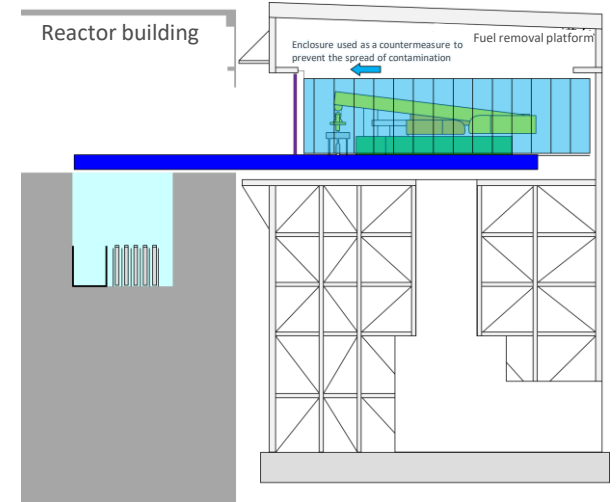 Reactor building
Fuel removal platform
Enclosure used as a countermeasure to
prevent the spread of contamination